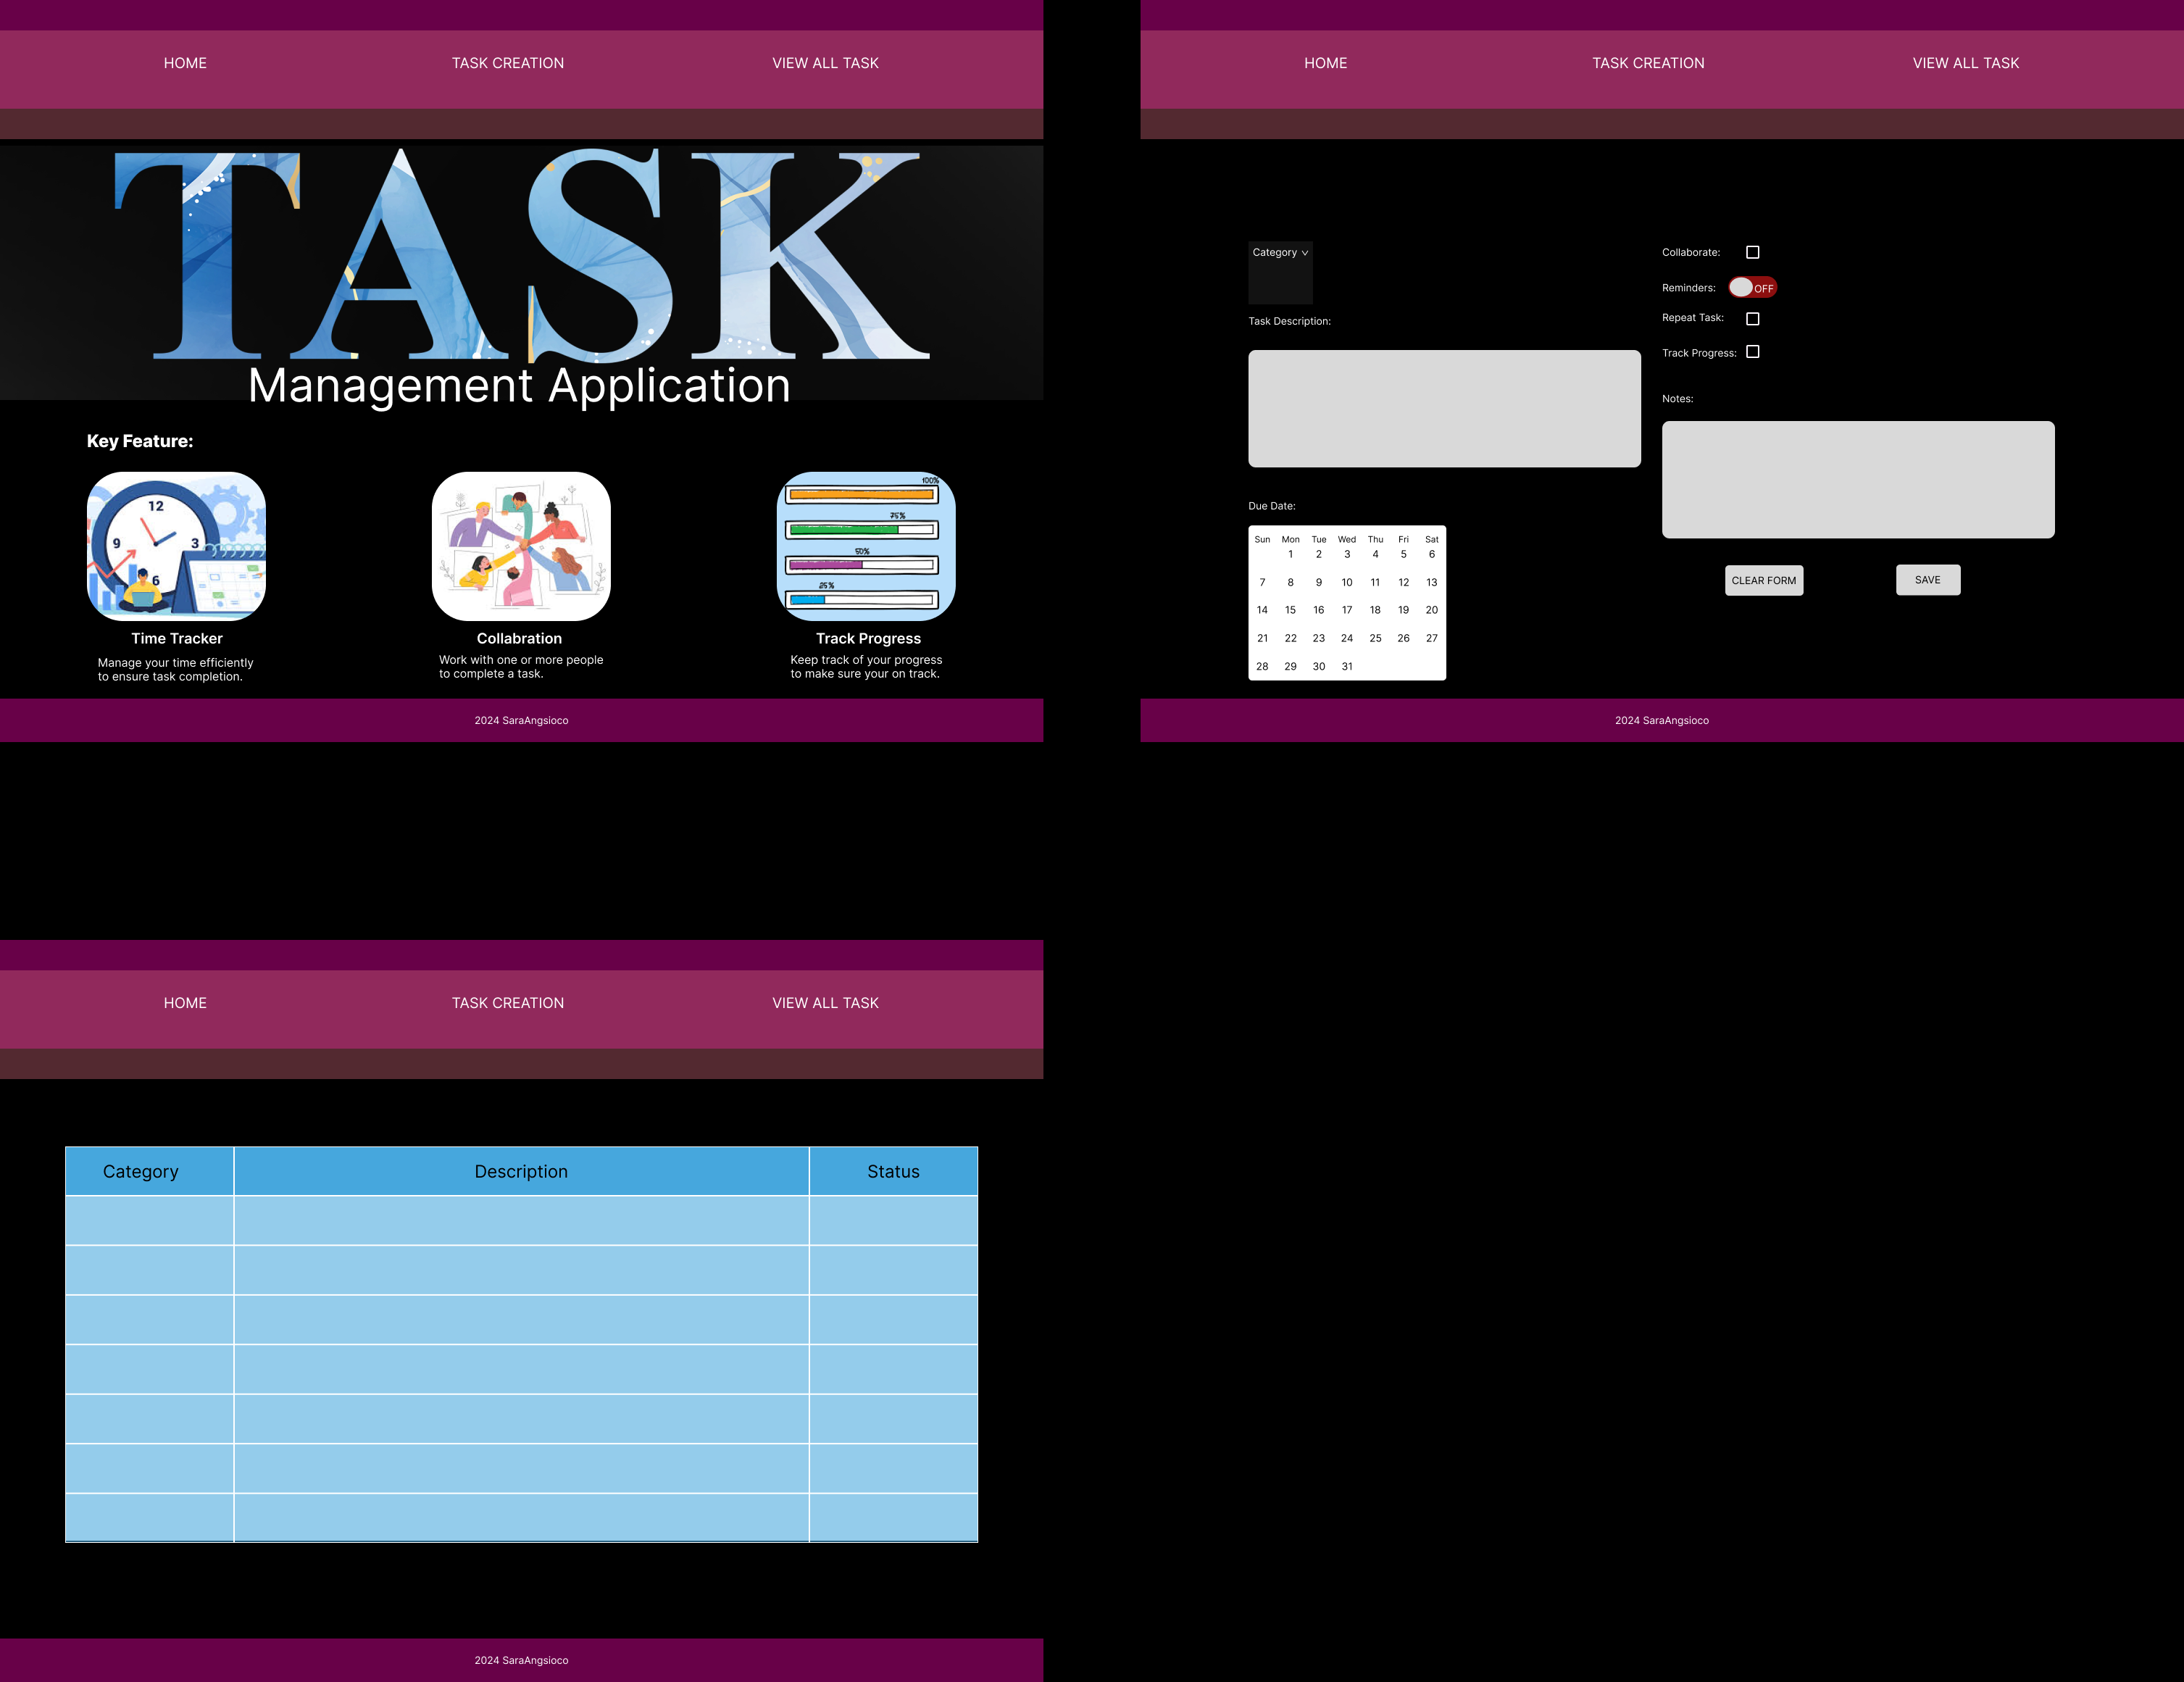 HOME TASK CREATION VIEW ALL TASK
TASK
Management Application
Key Feature:
12
9 3
6
100%
75%
50%
25%
Time Tracker
Manage your time efficiently
to ensure task completion.
Collabration
Work with one or more people
to complete a task.
Track Progress
Keep track of your progress
to make sure your on track.
2024 SaraAngsioco
HOME TASK CREATION VIEW ALL TASK
Category
Task Description:
Due Date:
Sun Mon Tue Wed Thu Fri Sat
1 2 3 4 5 6
7 8 9 10 11 12 13
14 15 16 17 18 19 20
21 22 23 24 25 26 27
28 29 30 31
Collaborate:
Reminders: OFF
Repeat Task:
Track Progress:
Notes:
CLEAR FORM SAVE
2024 SaraAngsioco
HOME TASK CREATION VIEW ALL TASK
Category Description Status
2024 SaraAngsioco